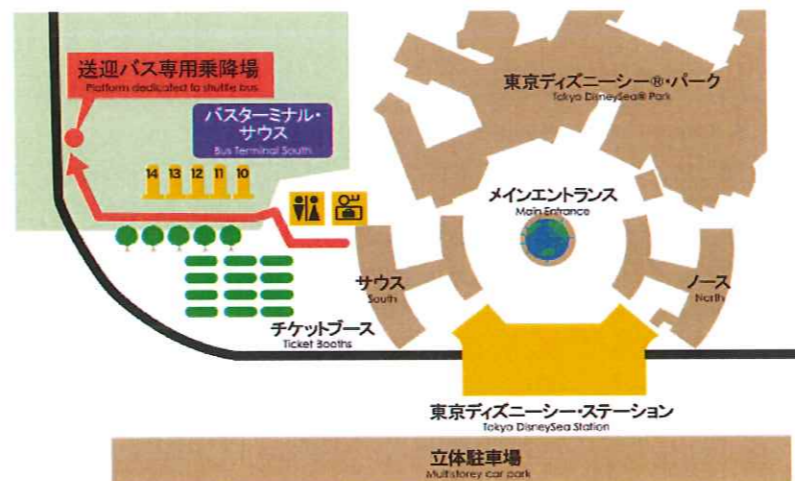 送迎バス専用乗降場
Platform dedicated to shuttle bus
バスターミナル・
サウス
Bus Terminal South
14 13 12 11 10
東京ディズニーシー®・パーク
Tokyo DisneySea® Park
メインエントランス
Main Entrance
サウス
South
ノース
North
チケットブース
Ticket Booths
東京ディズニーシー・ステーション
Tokyo DisneySea Station
立体駐車場
Multistorey car park